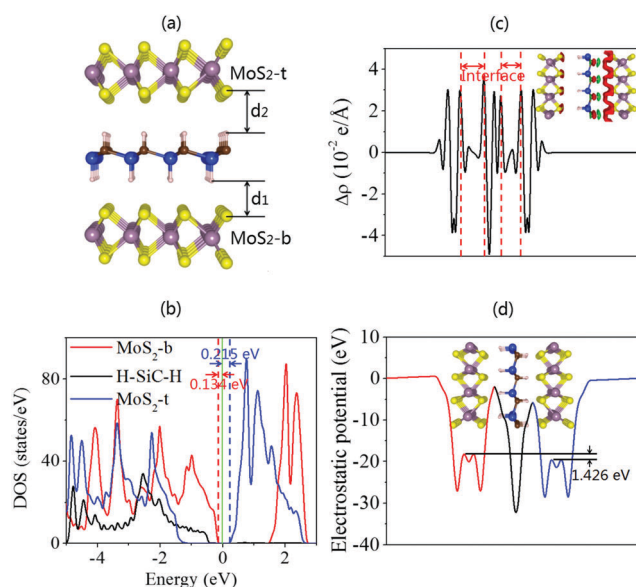 (a)
MoS2-t
d2
d1
MoS2-b
(c)
Interface
Δρ (10-2 e/Å)
4
2
0
-2
-4
(b)
MoS2-b
H-SiC-H
MoS2-t
0.215 eV
0.134 eV
DOS (states/eV)
80
40
0
-4
-2
0
2
Energy (eV)
(d)
Electrostatic potential (eV)
10
0
-10
-20
-30
-40
1.426 eV